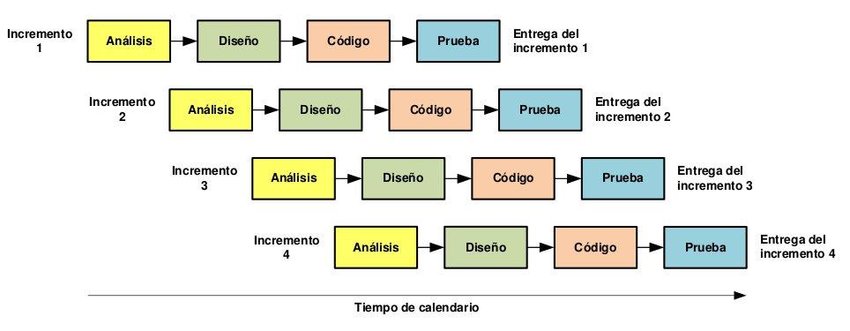 Incremento
1
Análisis
Diseño
Código
Prueba
Entrega del
incremento 1
Incremento
2
Análisis
Diseño
Código
Prueba
Entrega del
incremento 2
Incremento
3
Análisis
Diseño
Código
Prueba
Entrega del
incremento 3
Incremento
4
Análisis
Diseño
Código
Prueba
Entrega del
incremento 4
Tiempo de calendario